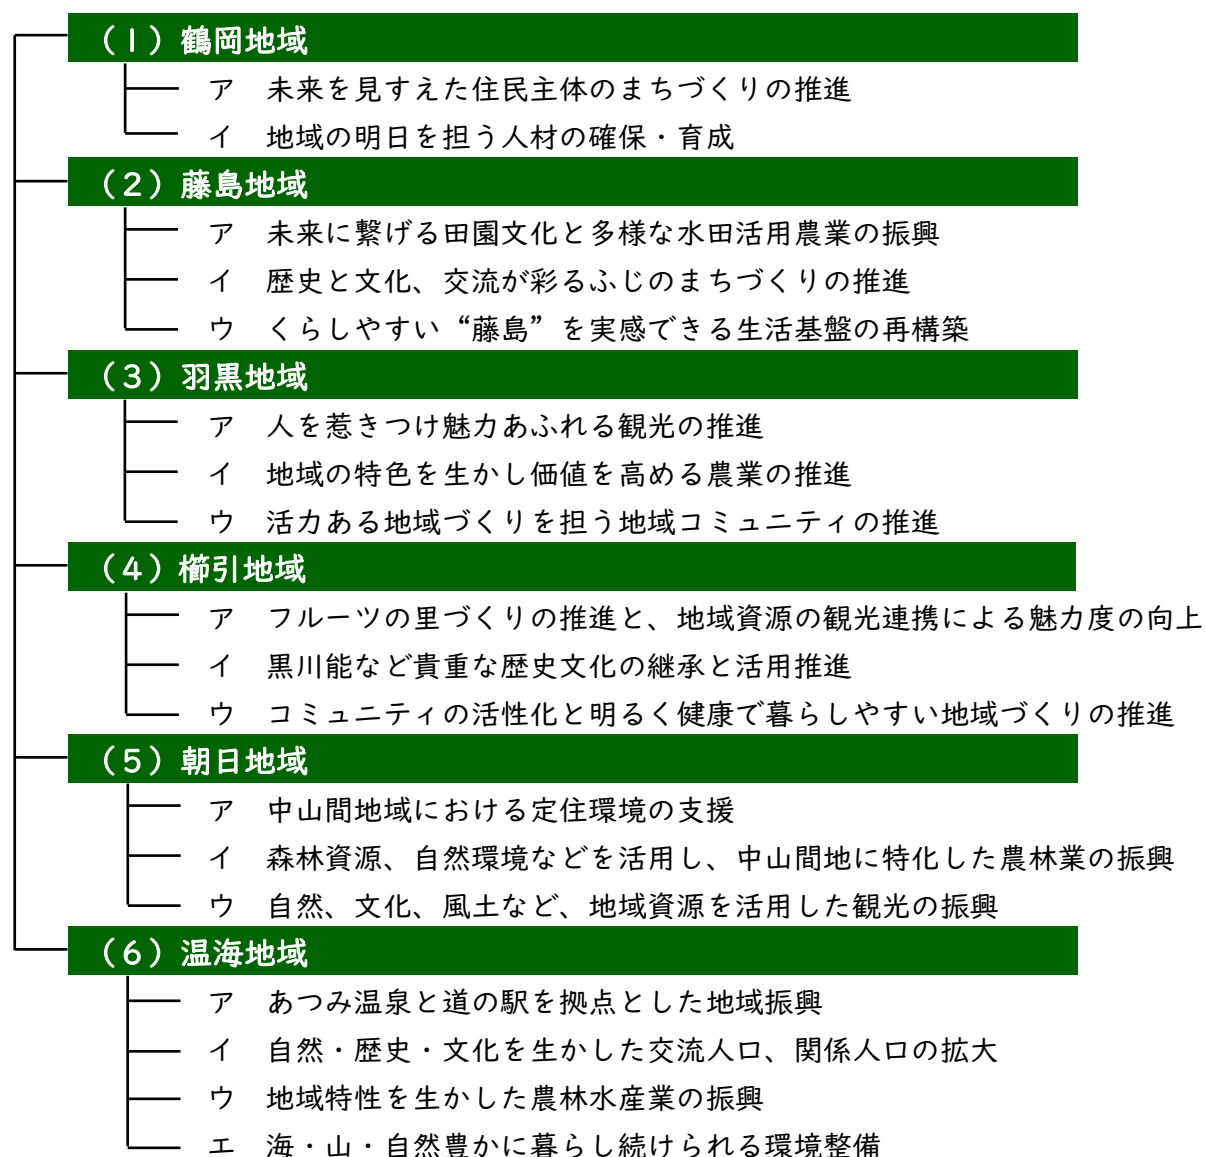 （１）鶴岡地域
ア　未来を見すえた住民主体のまちづくりの推進
イ　地域の明日を担う人材の確保・育成
（２）藤島地域
ア　未来に繋げる田園文化と多様な水田活用農業の振興
イ　歴史と文化、交流が彩るふじのまちづくりの推進
ウ　くらしやすい“藤島”を実感できる生活基盤の再構築
（３）羽黒地域
ア　人を惹きつけ魅力あふれる観光の推進
イ　地域の特色を生かし価値を高める農業の推進
ウ　活力ある地域づくりを担う地域コミュニティの推進
（４）櫛引地域
ア　フルーツの里づくりの推進と、地域資源の観光連携による魅力度の向上
イ　黒川能など貴重な歴史文化の継承と活用推進
ウ　コミュニティの活性化と明るく健康で暮らしやすい地域づくりの推進
（５）朝日地域
ア　中山間地域における定住環境の支援
イ　森林資源、自然環境などを活用し、中山間地に特化した農林業の振興
ウ　自然、文化、風土など、地域資源を活用した観光の振興
（６）温海地域
ア　あつみ温泉と道の駅を拠点とした地域振興
イ　自然・歴史・文化を生かした交流人口、関係人口の拡大
ウ　地域特性を生かした農林水産業の振興
エ　海・山・自然豊かに暮らし続けられる環境整備